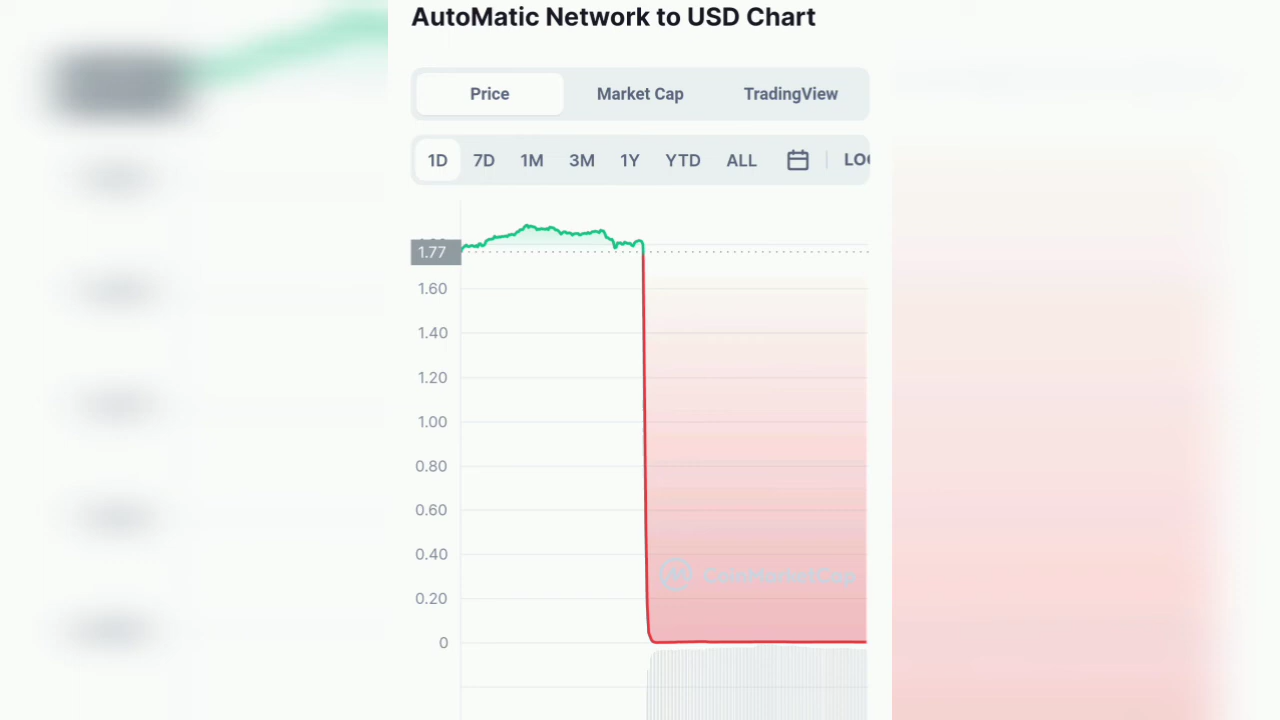 AutoMatic Network to USD Chart
Price Market Cap TradingView
1D 7D 1M 3M 1Y YTD ALL
1.77
1.60
1.40
1.20
1.00
0.80
0.60
0.40
CoinMarketCap
0.20
0